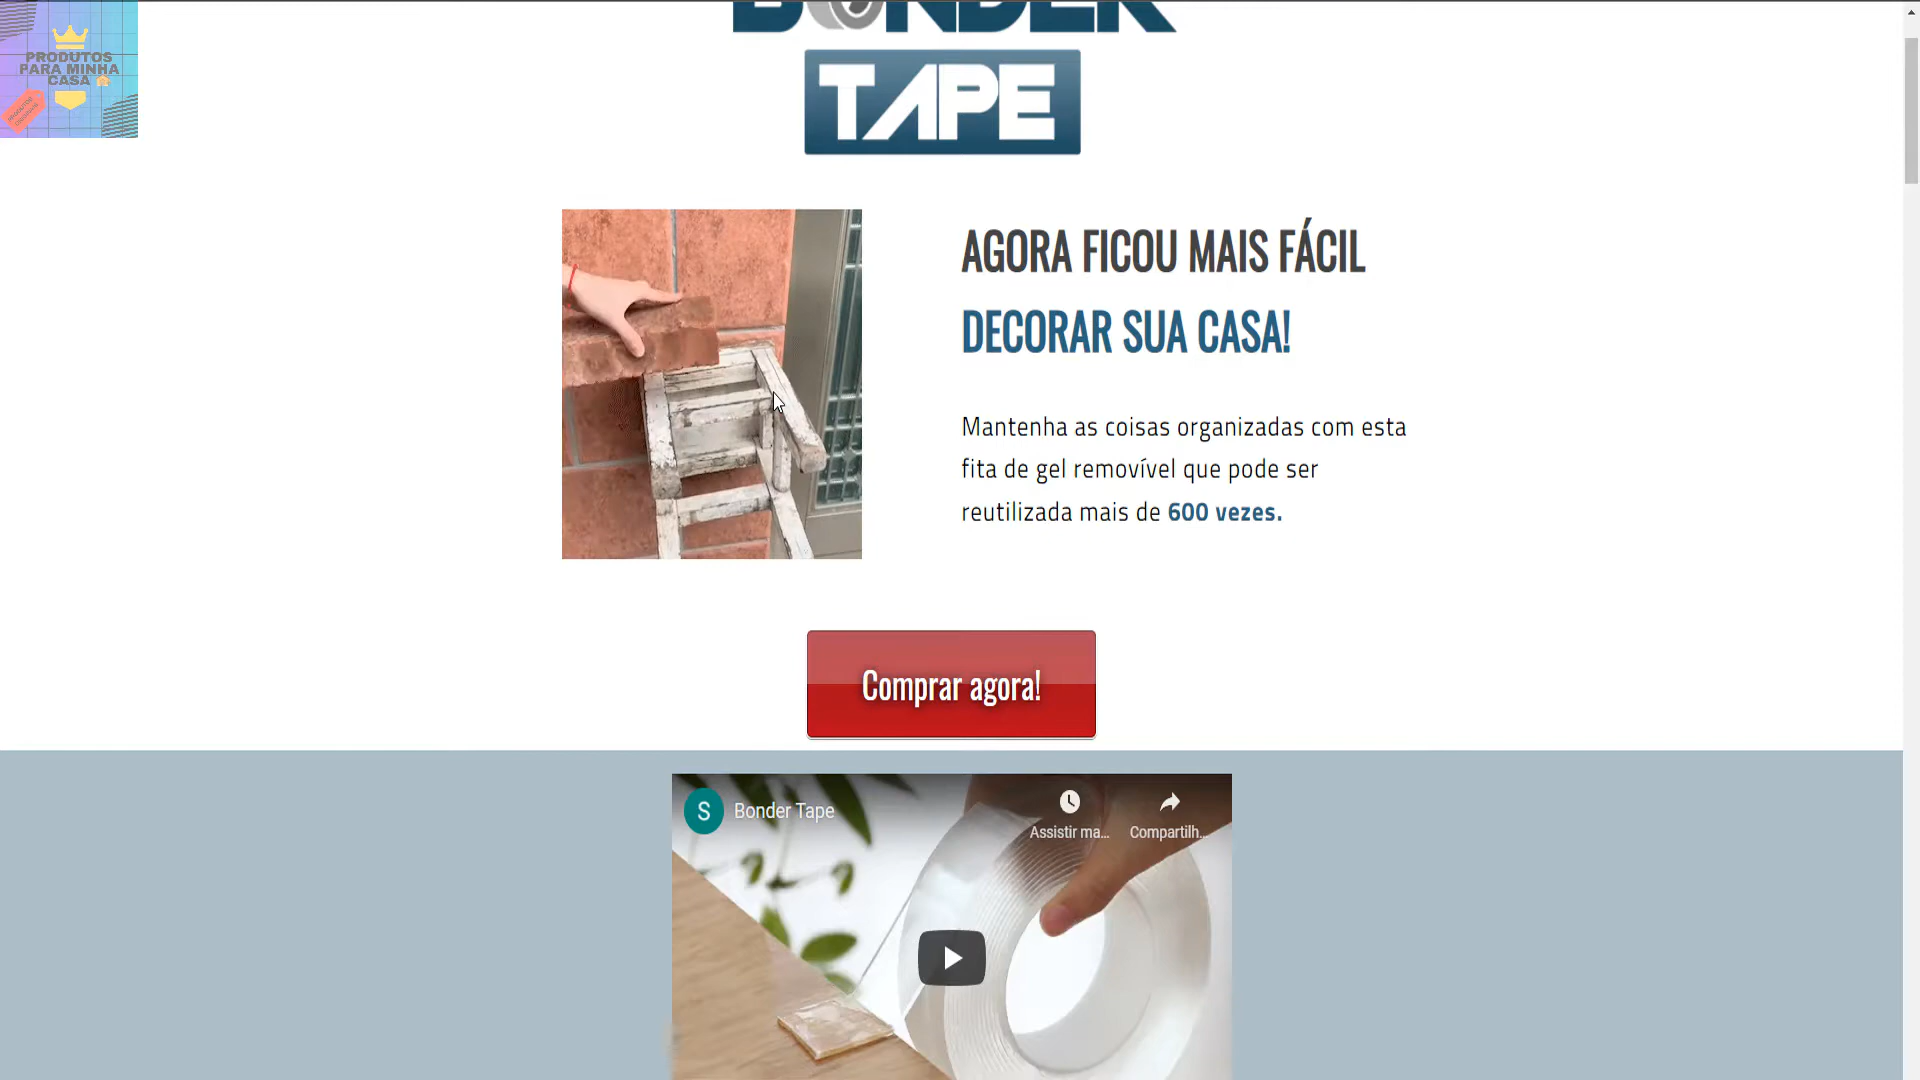 BONDER
TAPE
PRODUTOS
PARA MINHA
CASA
AGORA FICOU MAIS FÁCIL
DECORAR SUA CASA!
Mantenha as coisas organizadas com esta
fita de gel removível que pode ser
reutilizada mais de 600 vezes.
Comprar agora!
S
Bonder Tape
Assistir ma...
Compartilh...